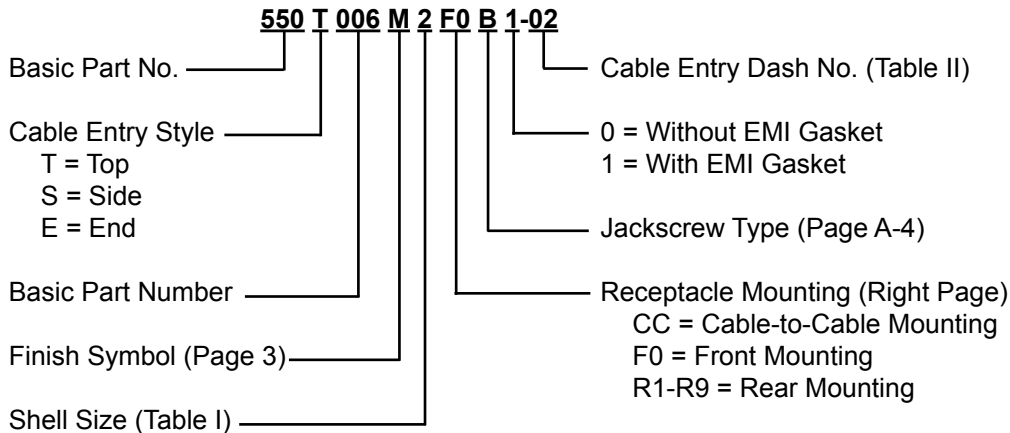 550 T 006 M 2 F0 B 1-02
Basic Part No.
Cable Entry Style
T = Top
S = Side
E = End
Basic Part Number
Finish Symbol (Page 3)
Shell Size (Table I)
Cable Entry Dash No. (Table II)
0 = Without EMI Gasket
1 = With EMI Gasket
Jackscrew Type (Page A-4)
Receptacle Mounting (Right Page)
CC = Cable-to-Cable Mounting
F0 = Front Mounting
R1-R9 = Rear Mounting